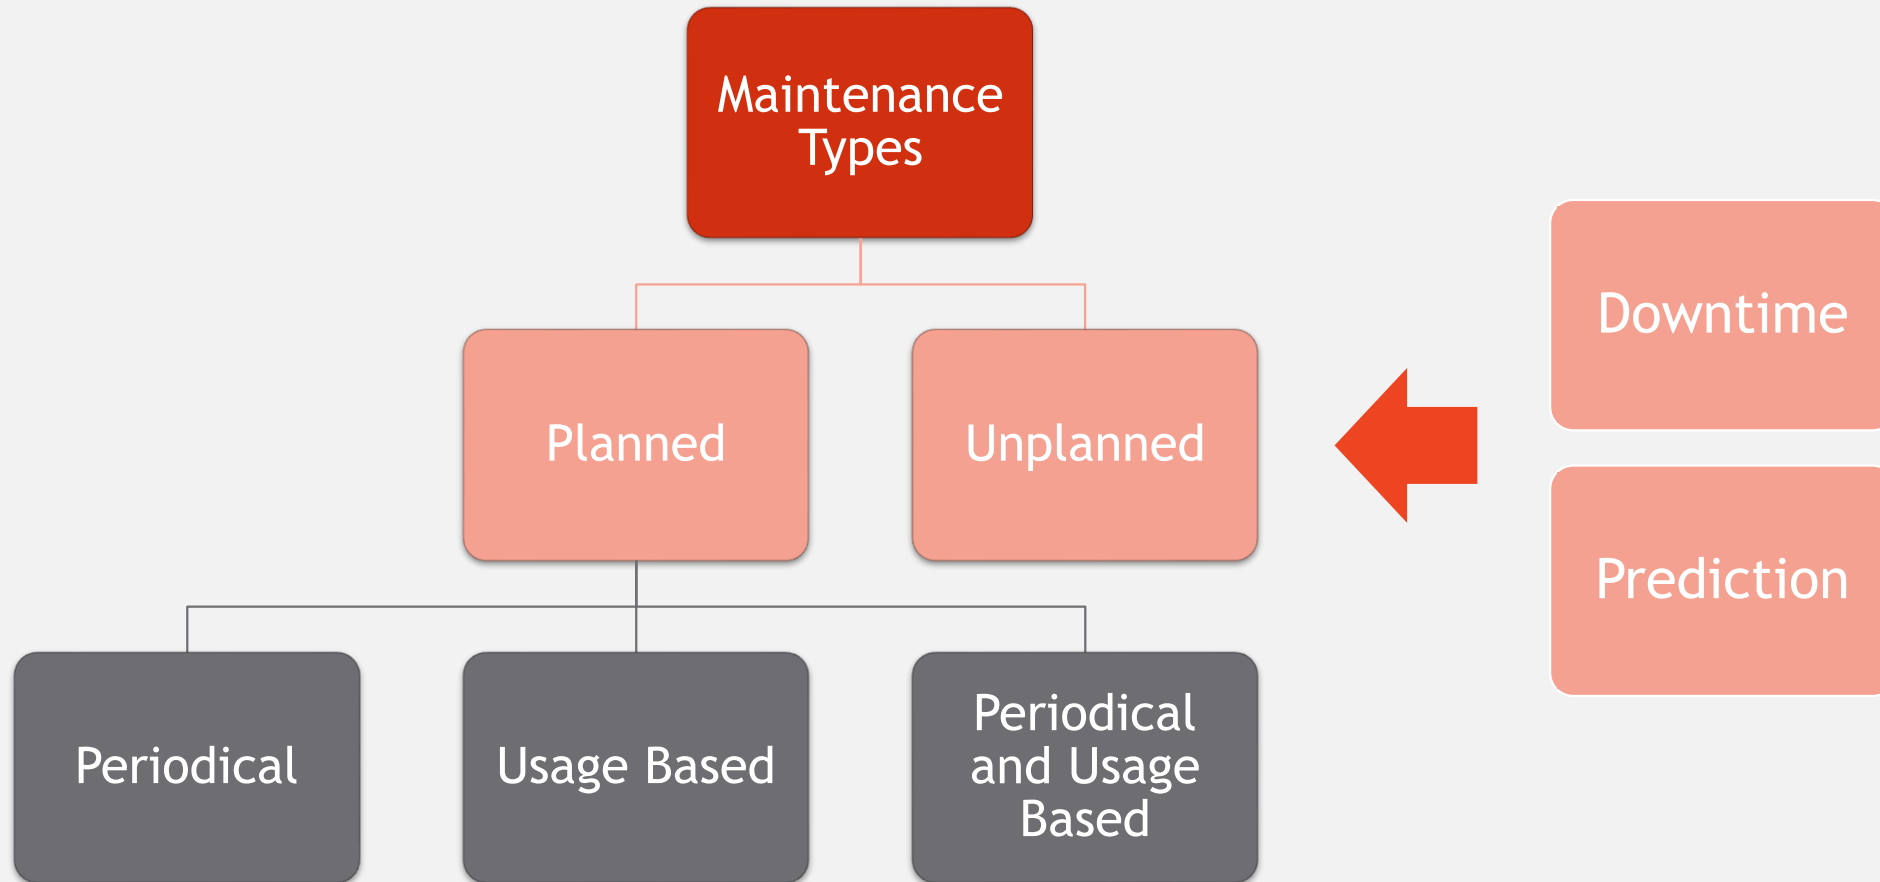 Maintenance
Types
Downtime
Planned
Unplanned
Prediction
Periodical
Usage Based
Periodical
and Usage
Based